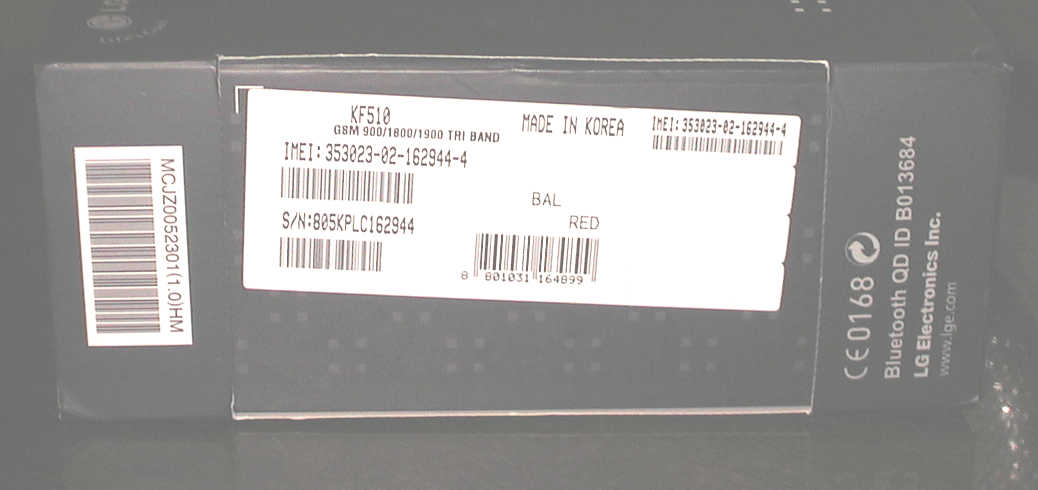 LG
KF510
GSM 900/1800/1900 TRI BAND
MADE IN KOREA
IMEI:353023-02-162944-4
IMEI:353023-02-162944-4
BAL
RED
S/N:805KPLC162944
8 801031 164899
MCJZ0052301(1.0)HM
CE0168
Bluetooth QD ID B013684
LG Electronics Inc.
www.lge.com